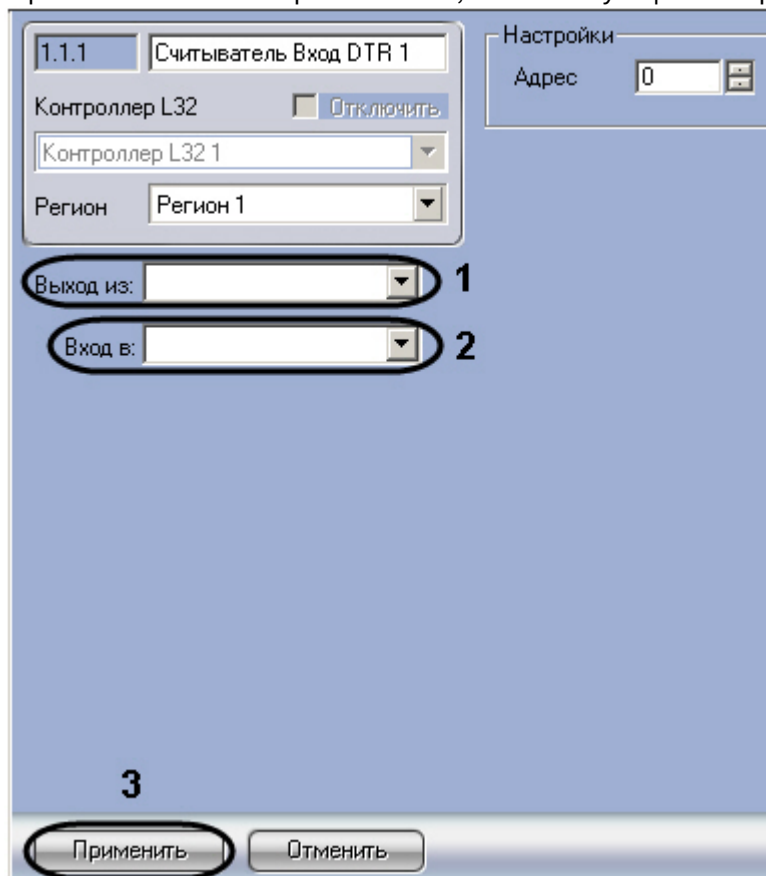 1.1.1 Считыватель Вход DTR 1
Настройки
Адрес 0
Контроллер L32 Отключить
Контроллер L32 1
Регион Регион 1
Выход из: 1
Вход в: 2
3
Применить Отменить